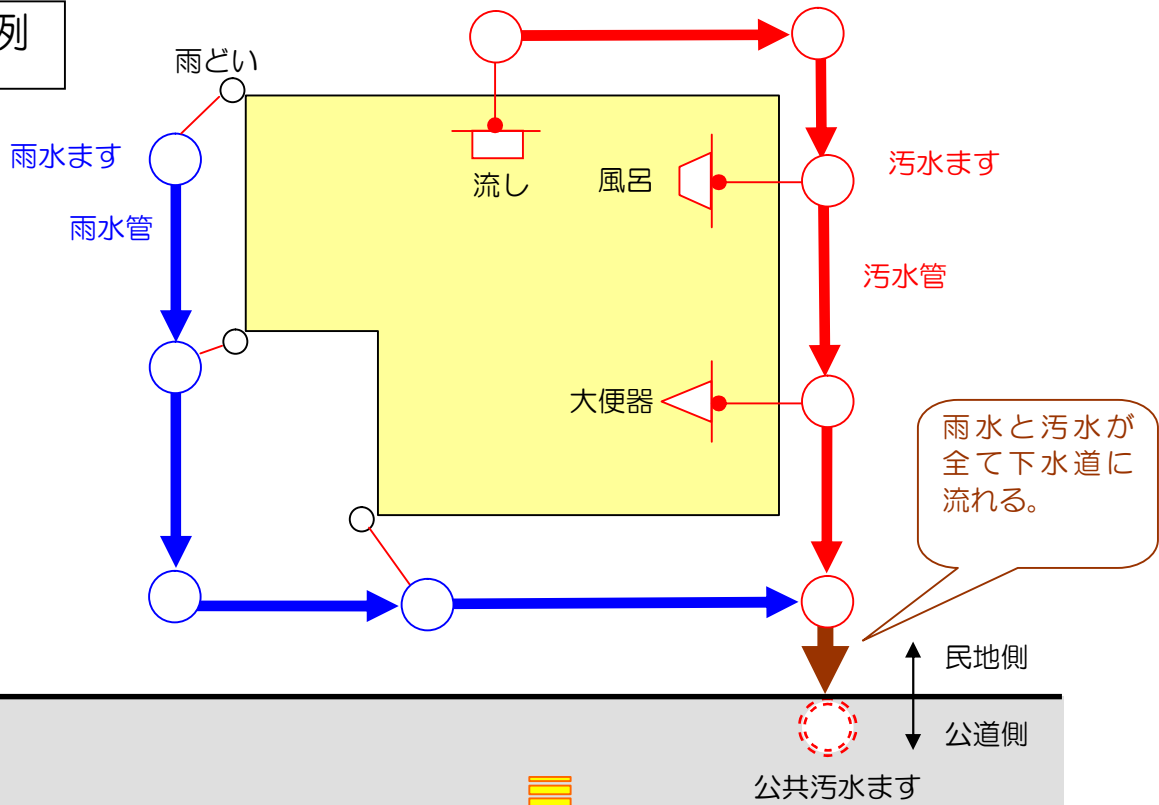 例
雨どい
雨水ます
雨水管
流し
風呂
汚水ます
汚水管
大便器
雨水と汚水が
全て下水道に
流れる。
民地側
公道側
公共汚水ます